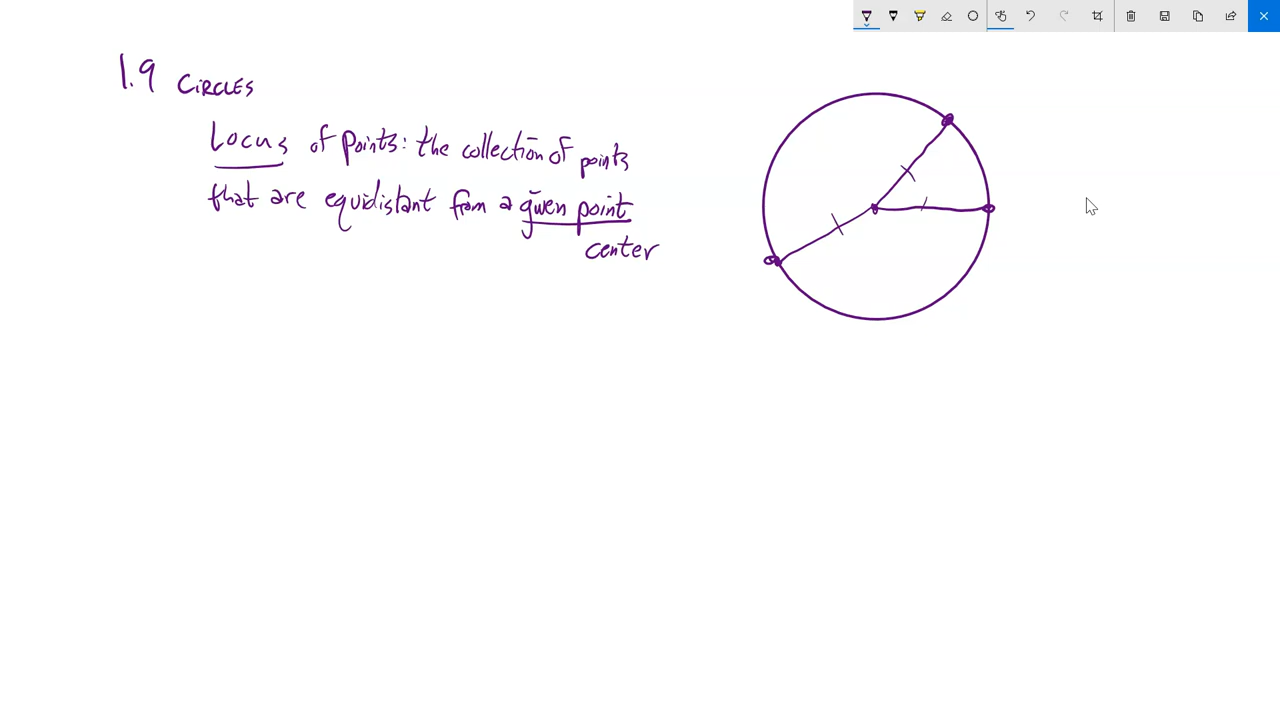 1.9 CIRCLES
Locus of points: the collection of points
that are equidistant from a given point
center